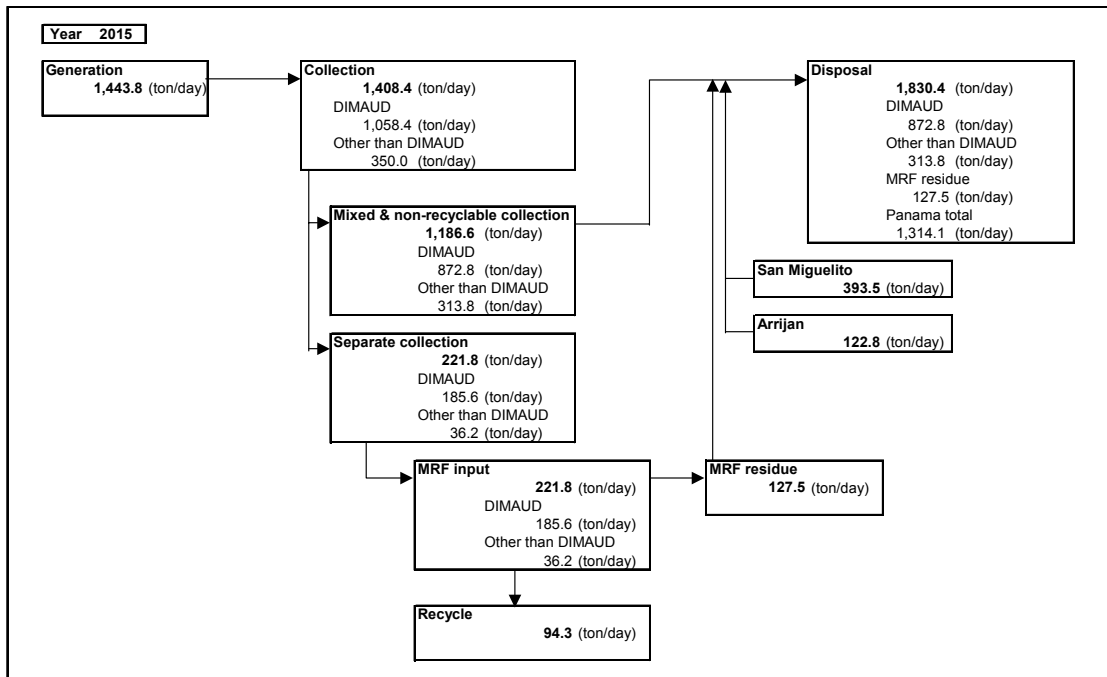 Year 2015
Generation
1,443.8 (ton/day)
Collection
1,408.4 (ton/day)
DIMAUD
1,058.4 (ton/day)
Other than DIMAUD
350.0 (ton/day)
Mixed & non-recyclable collection
1,186.6 (ton/day)
DIMAUD
872.8 (ton/day)
Other than DIMAUD
313.8 (ton/day)
Separate collection
221.8 (ton/day)
DIMAUD
185.6 (ton/day)
Other than DIMAUD
36.2 (ton/day)
MRF input
221.8 (ton/day)
DIMAUD
185.6 (ton/day)
Other than DIMAUD
36.2 (ton/day)
Recycle
94.3 (ton/day)
MRF residue
127.5 (ton/day)
Disposal
1,830.4 (ton/day)
DIMAUD
872.8 (ton/day)
Other than DIMAUD
313.8 (ton/day)
MRF residue
127.5 (ton/day)
Panama total
1,314.1 (ton/day)
San Miguelito
393.5 (ton/day)
Arrijan
122.8 (ton/day)